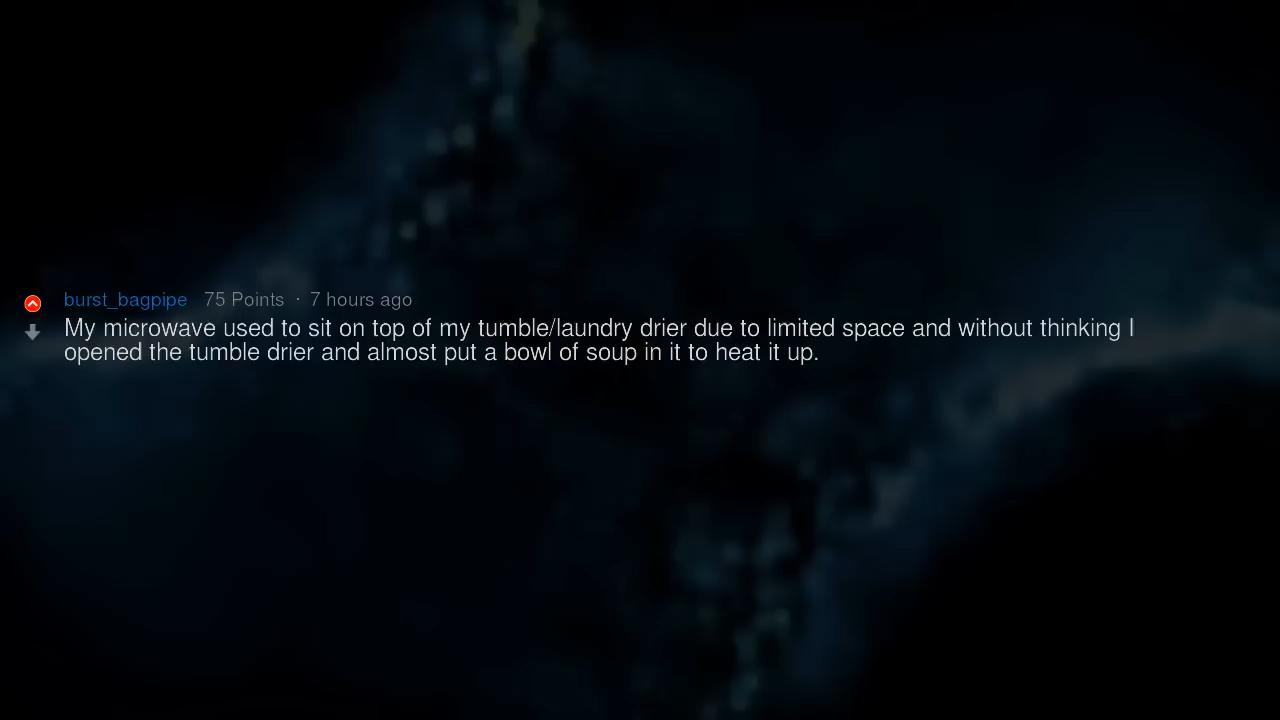 burst_bagpipe 75 Points · 7 hours ago
My microwave used to sit on top of my tumble/laundry drier due to limited space and without thinking I
opened the tumble drier and almost put a bowl of soup in it to heat it up.